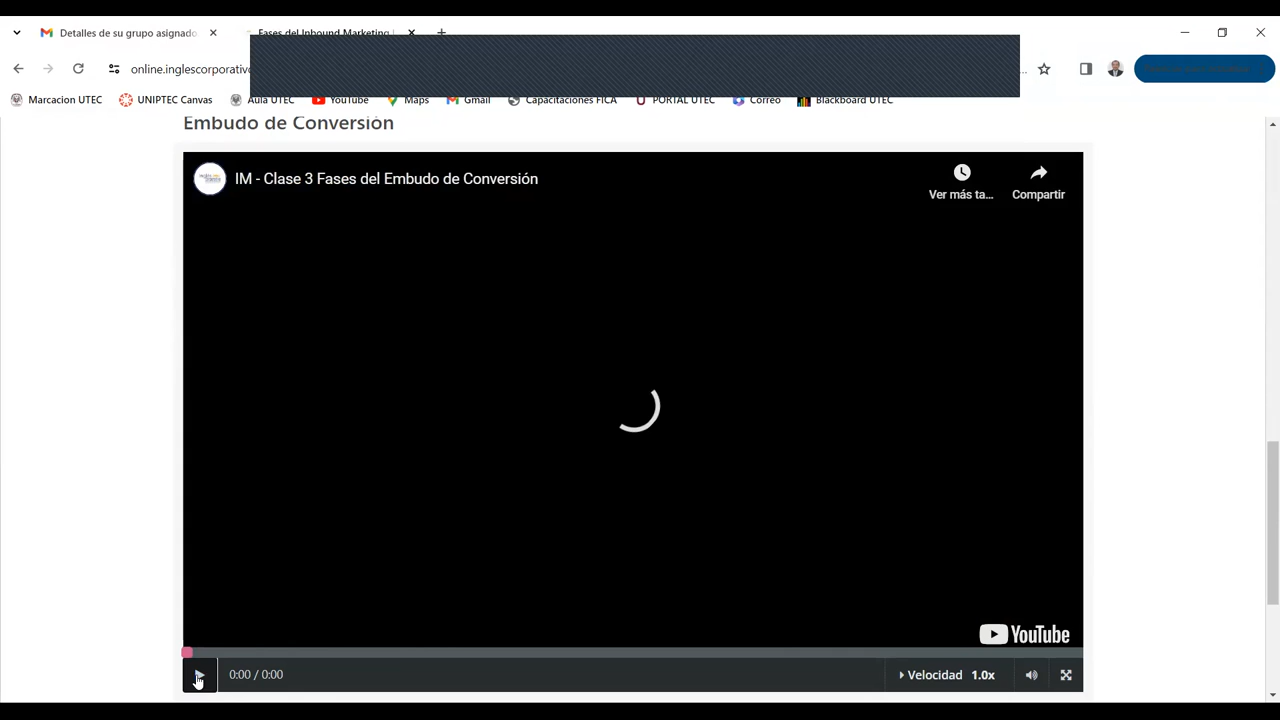 Detalles de su grupo asignado
Fases del Inbound Marketing
online.inglescorporativo
...
Marcacion UTEC
UNIPTEC Canvas
Aula UTEC
YouTube
Maps
Gmail
Capacitaciones FICA
PORTAL UTEC
Correo
Blackboard UTEC
Embudo de Conversión
IM - Clase 3 Fases del Embudo de Conversión
Ver más ta...
Compartir
YouTube
0:00 / 0:00
Velocidad 1.0x